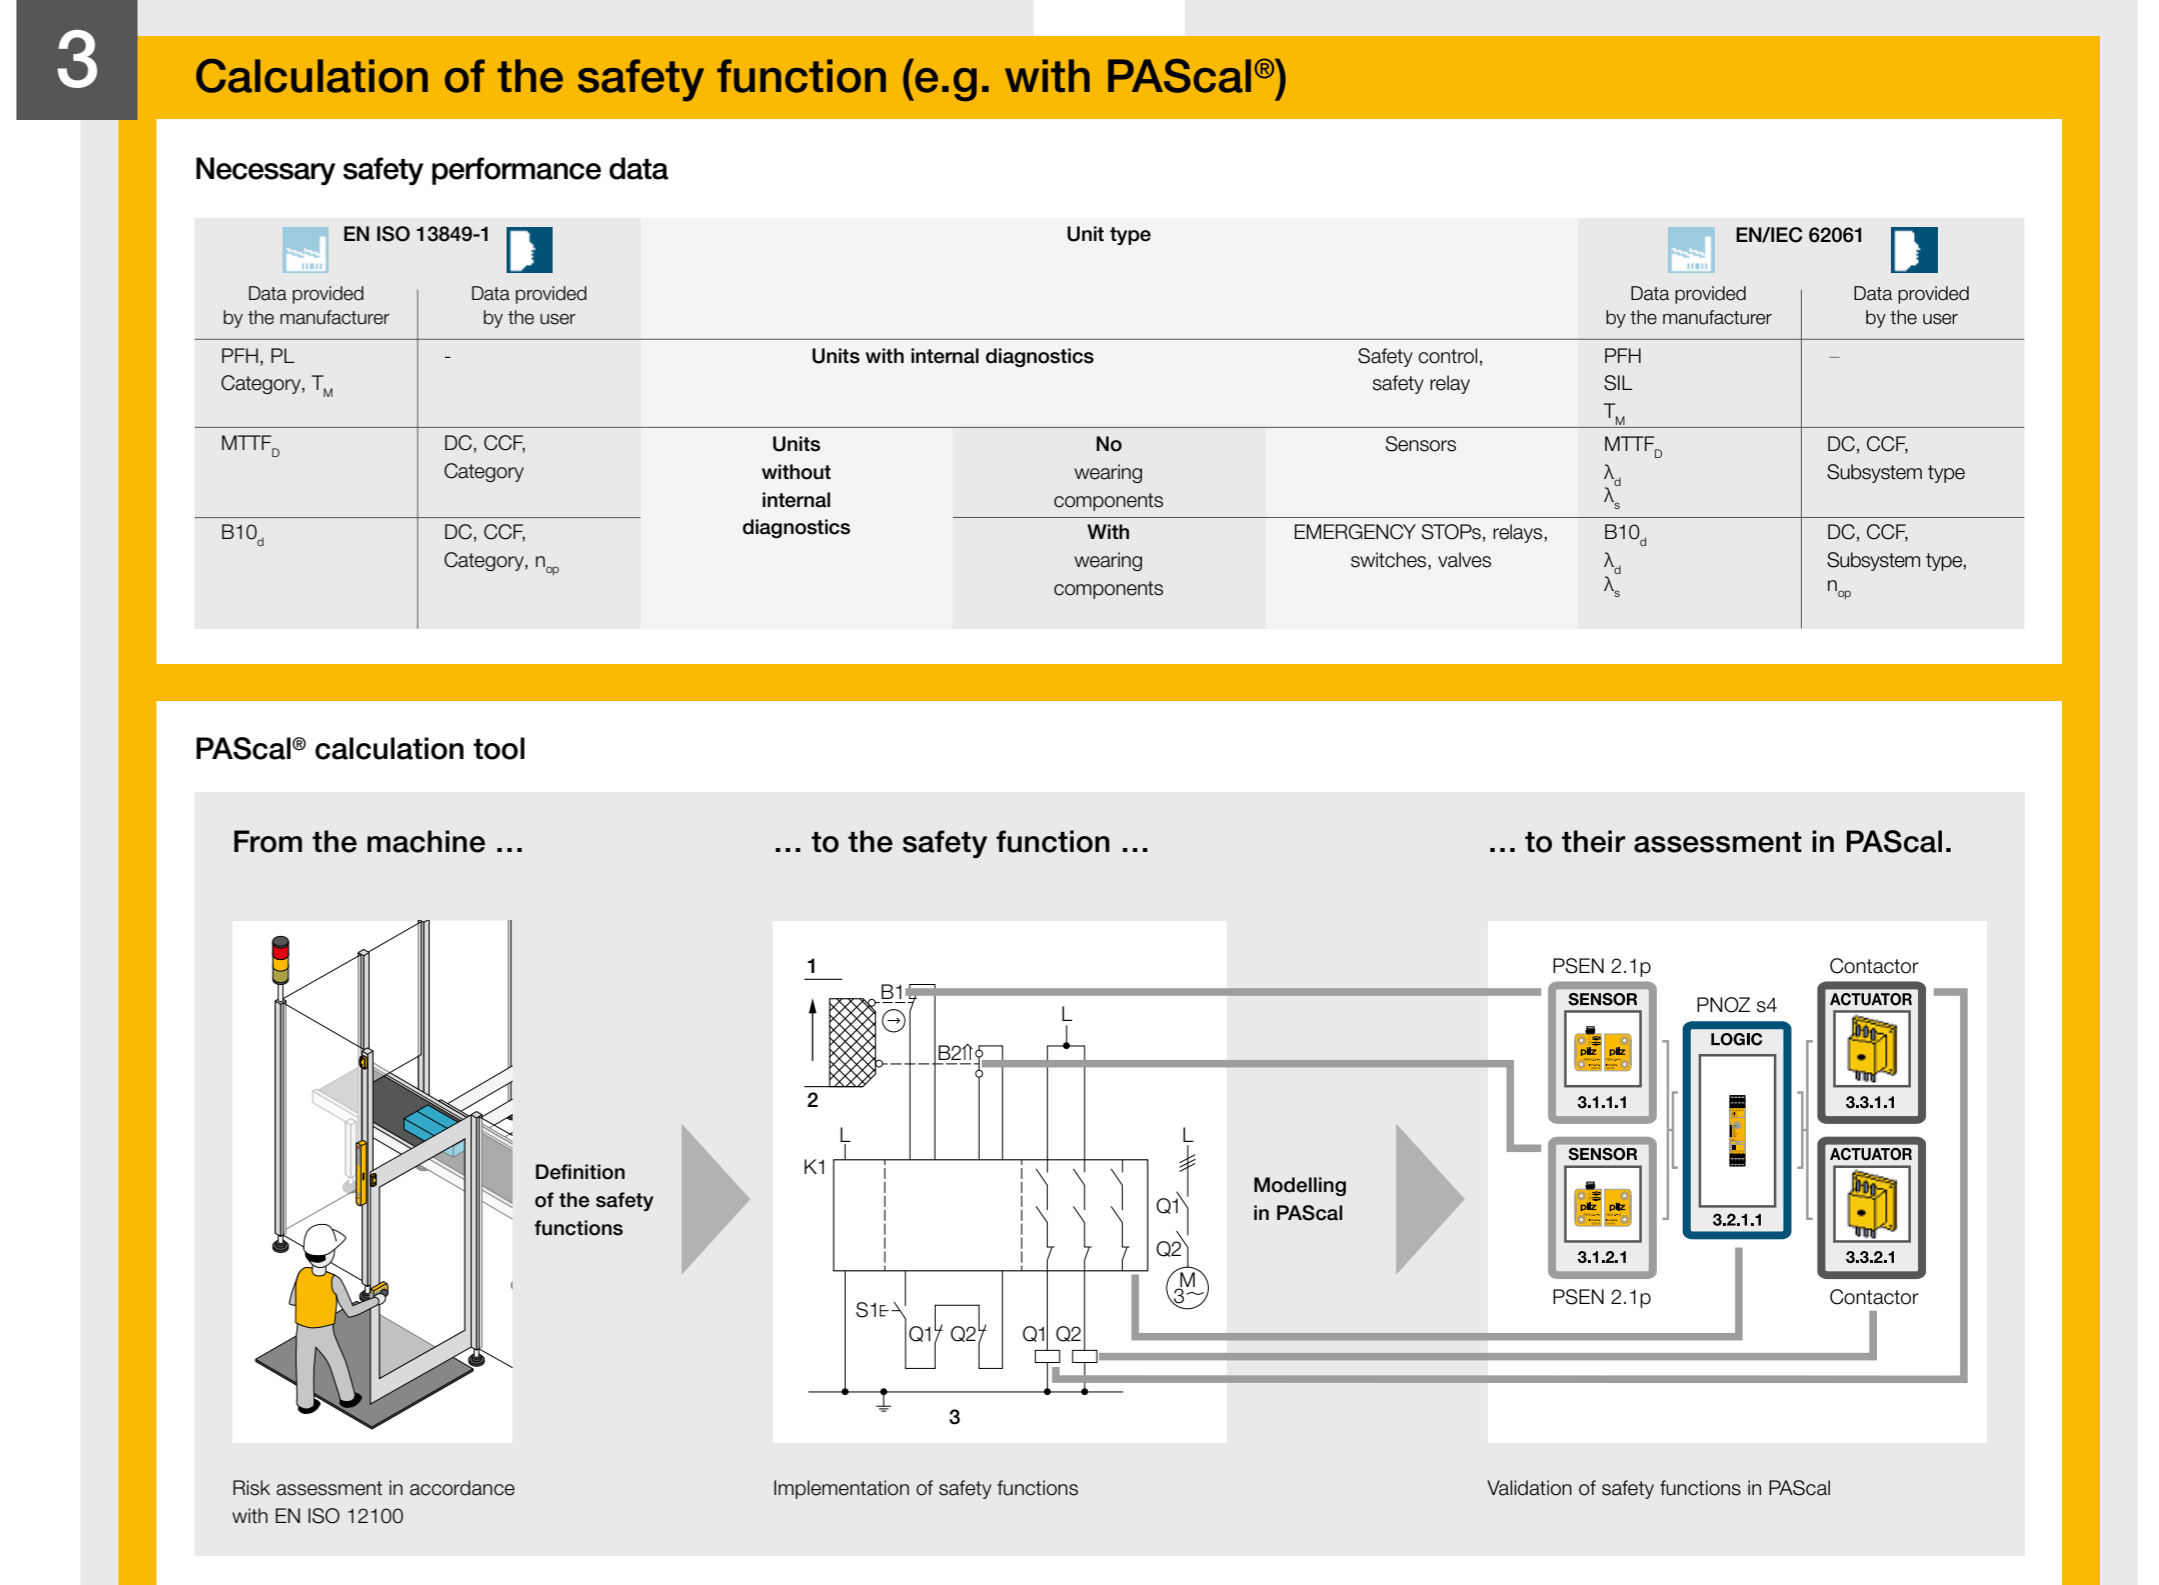 3
Calculation of the safety function (e.g. with PAScal®)
Necessary safety performance data
EN ISO 13849-1
Unit type
EN/IEC 62061
Data provided
by the manufacturer
Data provided
by the user
Data provided
by the manufacturer
Data provided
by the user
PFH, PL
Category, TM
-
Units with internal diagnostics
Safety control,
safety relay
PFH
SIL
TM
–
MTTFD
DC, CCF,
Category
Units
without
internal
diagnostics
No
wearing
components
Sensors
MTTFD
λd
λs
DC, CCF,
Subsystem type
B10d
DC, CCF,
Category, nop
With
wearing
components
EMERGENCY STOPs, relays,
switches, valves
B10d
λd
λs
DC, CCF,
Subsystem type,
nop
PAScal® calculation tool
From the machine …
… to the safety function …
… to their assessment in PAScal.
Definition
of the safety
functions
1
B1
B2
2
L
L
K1
L
Q1
Q2
M
3~
S1
Q1
Q2
Q1
Q2
3
Modelling
in PAScal
PSEN 2.1p
SENSOR
pilz pilz
3.1.1.1
SENSOR
pilz pilz
3.1.2.1
PSEN 2.1p
PNOZ s4
LOGIC
3.2.1.1
Contactor
ACTUATOR
3.3.1.1
ACTUATOR
3.3.2.1
Contactor
Risk assessment in accordance
with EN ISO 12100
Implementation of safety functions
Validation of safety functions in PAScal